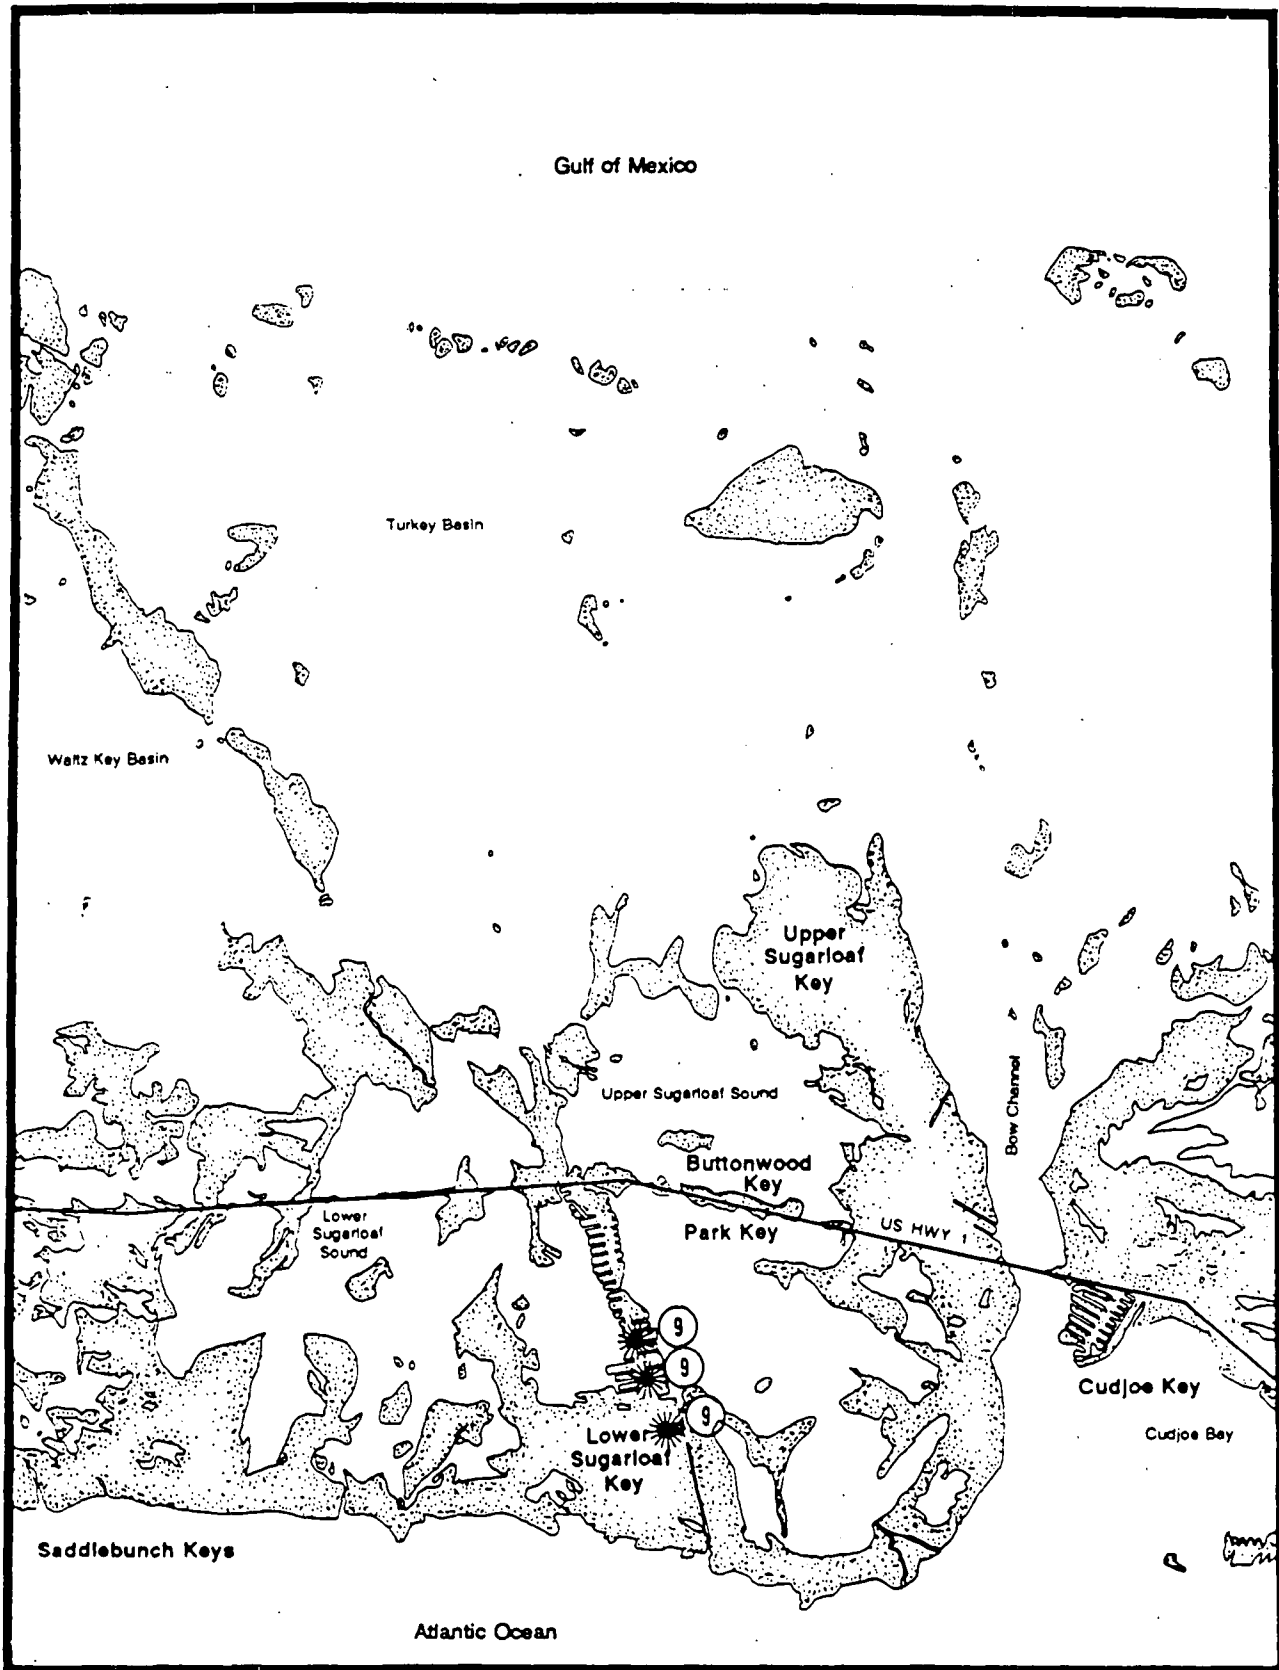 Gulf of Mexico
Turkey Basin
Waltz Key Basin
Upper
Sugarloaf
Key
Bow Channel
Upper Sugarloaf Sound
Buttonwood
Key
Park Key
US HWY 1
Lower
Sugarloaf
Sound
9
9
9
Cudjoe Key
Cudjoe Bay
Lower
Sugarloaf
Key
Saddlebunch Keys
Atlantic Ocean